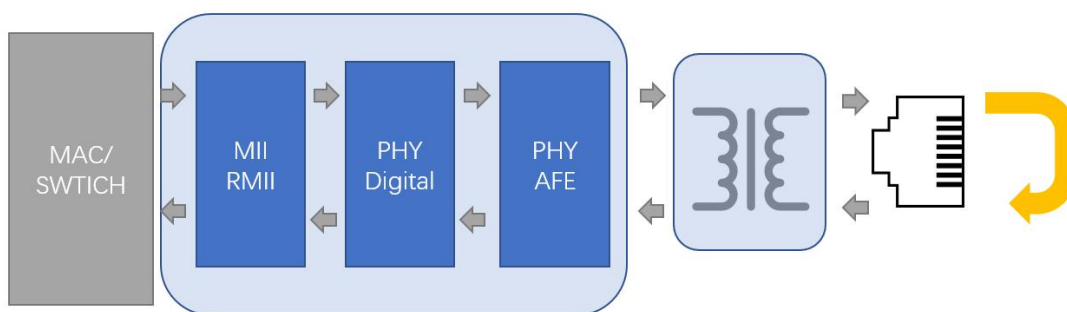 MAC/
SWTICH
MII
RMII
PHY
Digital
PHY
AFE